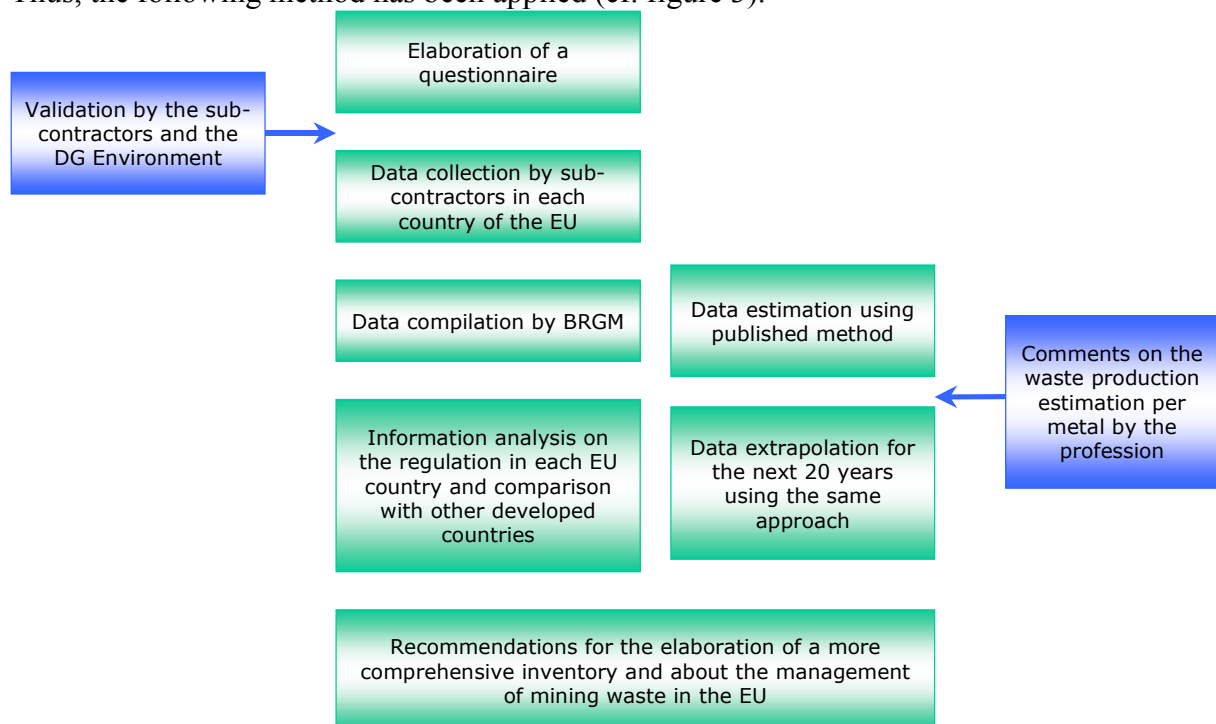 Thus, the following method has been applied (cf. figure 3).
Elaboration of a
questionnaire
Validation by the sub-
contractors and the
DG Environment
Data collection by sub-
contractors in each
country of the EU
Data compilation by BRGM
Data estimation using
published method
Comments on the
waste production
estimation per
metal by the
profession
Information analysis on
the regulation in each EU
country and comparison
with other developed
countries
Data extrapolation for
the next 20 years
using the same
approach
Recommendations for the elaboration of a more
comprehensive inventory and about the management
of mining waste in the EU